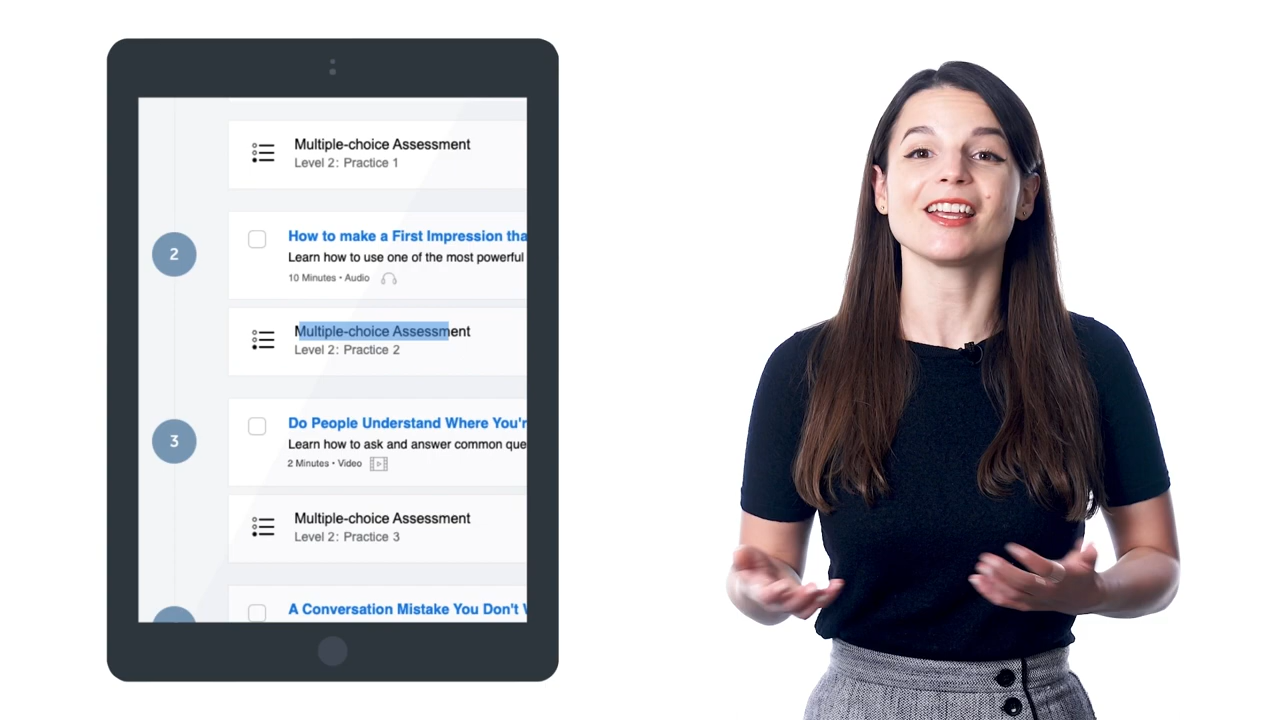 Multiple-choice Assessment
Level 2: Practice 1
2
How to make a First Impression tha
Learn how to use one of the most powerful
10 Minutes • Audio
Multiple-choice Assessment
Level 2: Practice 2
3
Do People Understand Where You'r
Learn how to ask and answer common que
2 Minutes • Video
Multiple-choice Assessment
Level 2: Practice 3
A Conversation Mistake You Don't